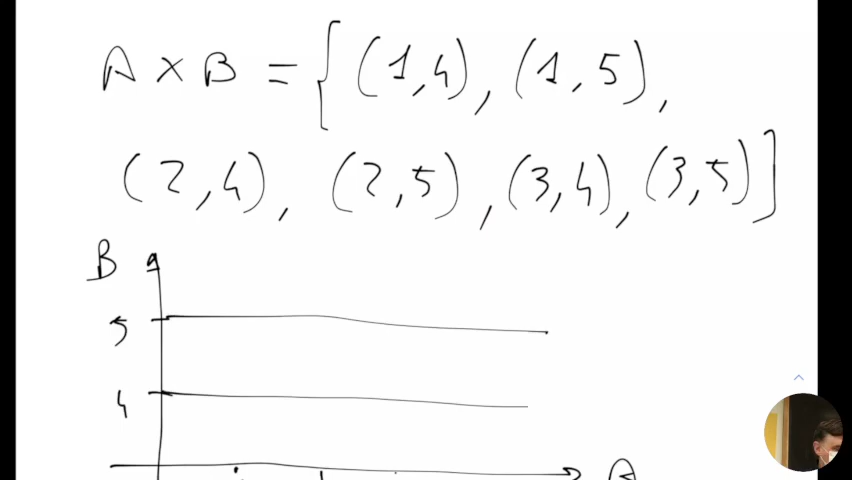 A × B = { (1,4), (1,5),
(2,4), (2,5), (3,4), (3,5)]
B
5
4
A